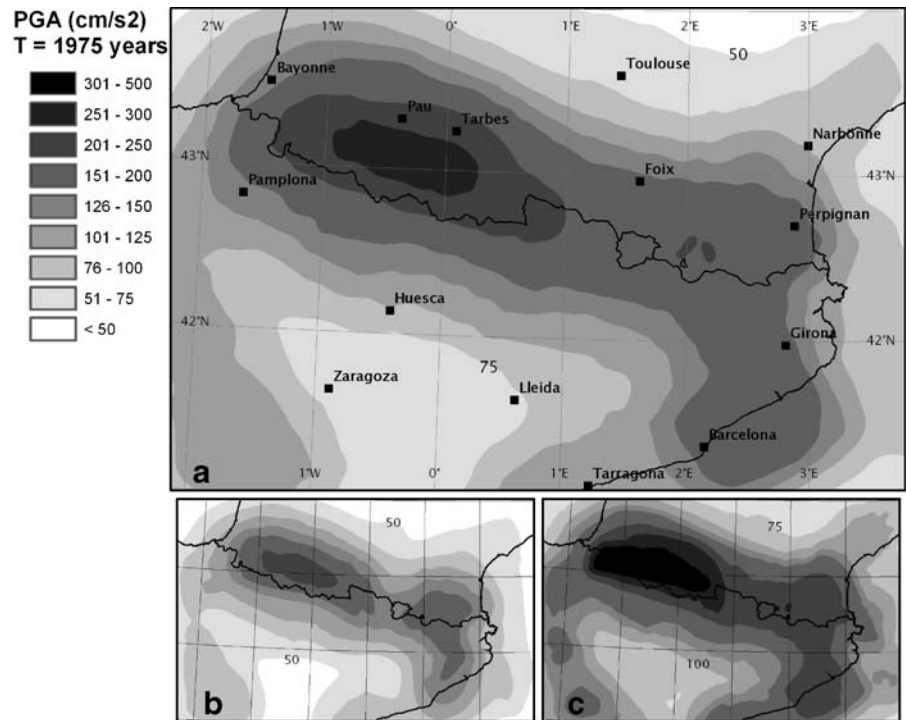 PGA (cm/s2)
T = 1975 years
301 - 500
251 - 300
201 - 250
151 - 200
126 - 150
101 - 125
76 - 100
51 - 75
< 50
2°W
1°W
0°
1°E
2°E
3°E
50
Bayonne
Toulouse
Pau
Tarbes
Narbonne
43°N
43°N
Foix
Pamplona
Perpignan
Huesca
42°N
42°N
Girona
75
Zaragoza
Lleida
Barcelona
a
1°W
0°
1°E
2°E
3°E
Tarragona
50
50
b
75
100
c